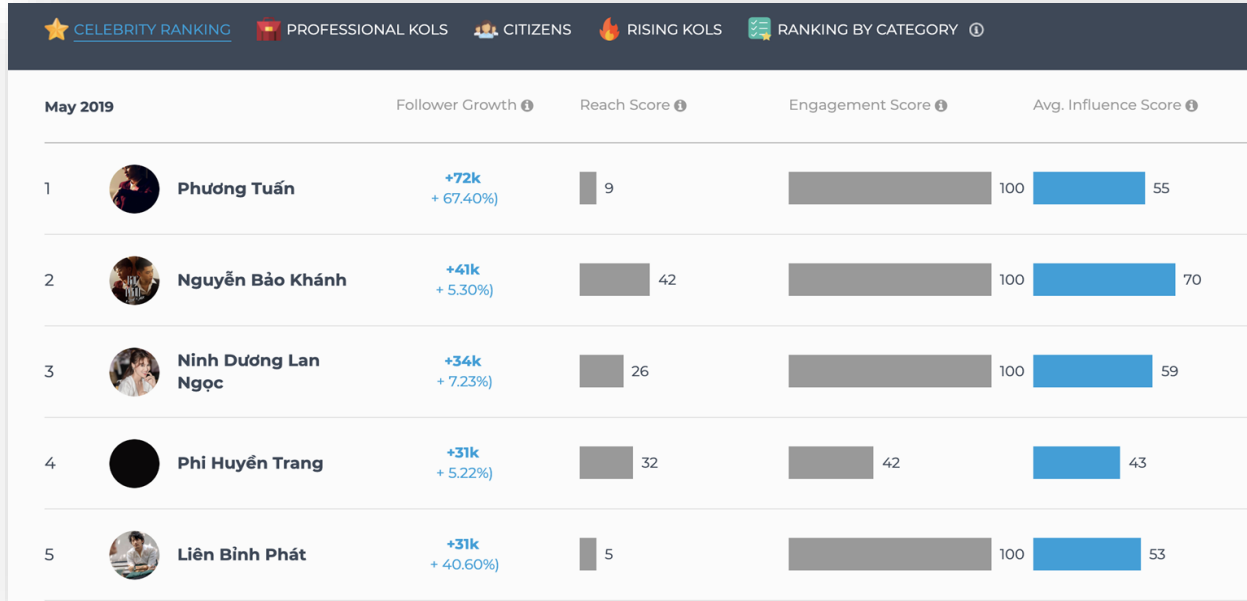 CELEBRITY RANKING PROFESSIONAL KOLS CITIZENS RISING KOLS RANKING BY CATEGORY
May 2019 Follower Growth Reach Score Engagement Score Avg. Influence Score
1 Phương Tuấn +72k + 67.40%) 9 100 55
2 Nguyễn Bảo Khánh +41k + 5.30%) 42 100 70
3 Ninh Dương Lan Ngọc +34k + 7.23%) 26 100 59
4 Phi Huyền Trang +31k + 5.22%) 32 42 43
5 Liên Bỉnh Phát +31k + 40.60%) 5 100 53